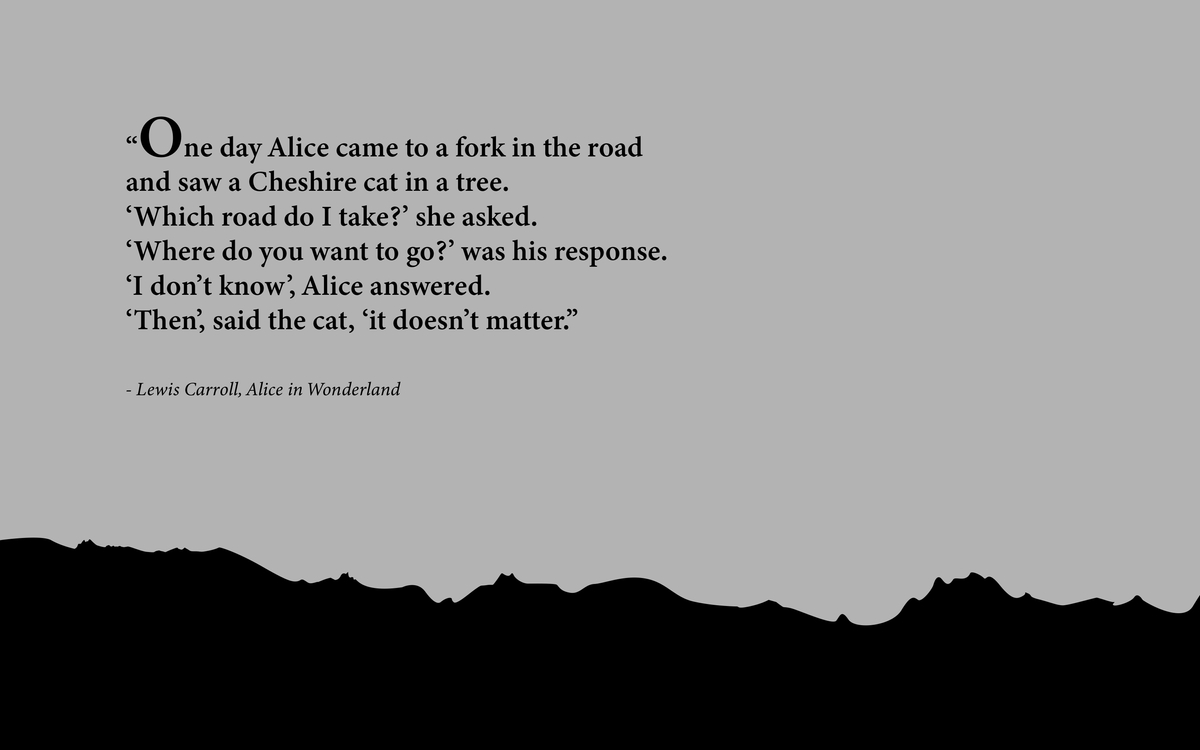 “One day Alice came to a fork in the road
and saw a Cheshire cat in a tree.
‘Which road do I take?’ she asked.
‘Where do you want to go?’ was his response.
‘I don’t know’, Alice answered.
‘Then’, said the cat, ‘it doesn’t matter.”
- Lewis Carroll, Alice in Wonderland